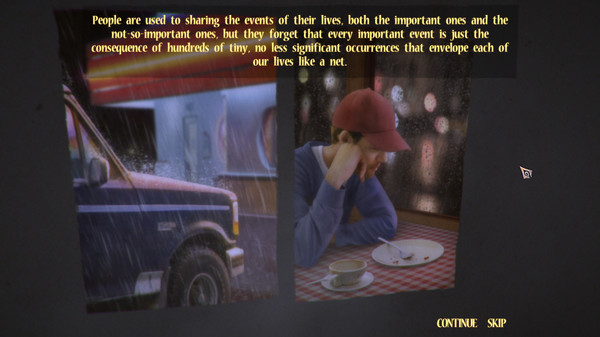 People are used to sharing the events of their lives, both the important ones and the
not-so-important ones, but they forget that every important event is just the
consequence of hundreds of tiny, no less significant occurrences that envelope each of
our lives like a net.
CONTINUE SKIP